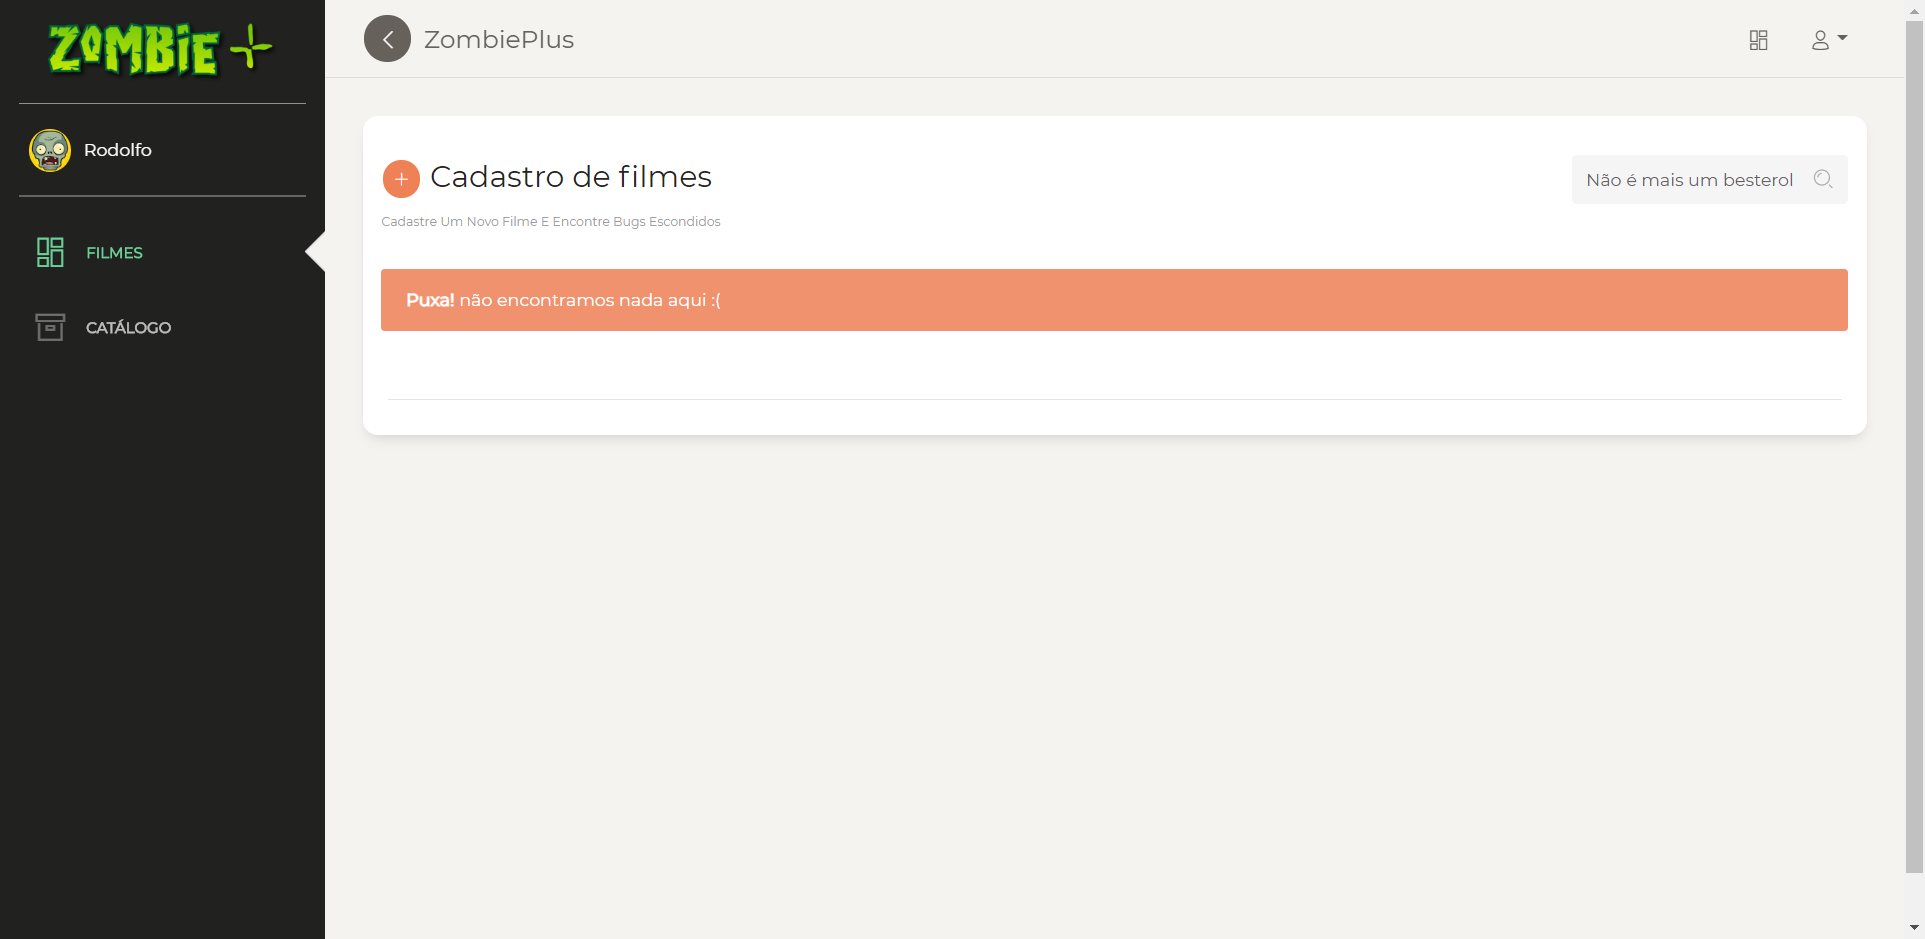 ZOMBIE +
Rodolfo
FILMES
CATÁLOGO
ZombiePlus
Cadastro de filmes
Cadastre Um Novo Filme E Encontre Bugs Escondidos
Não é mais um besterol
Puxa! não encontramos nada aqui :(